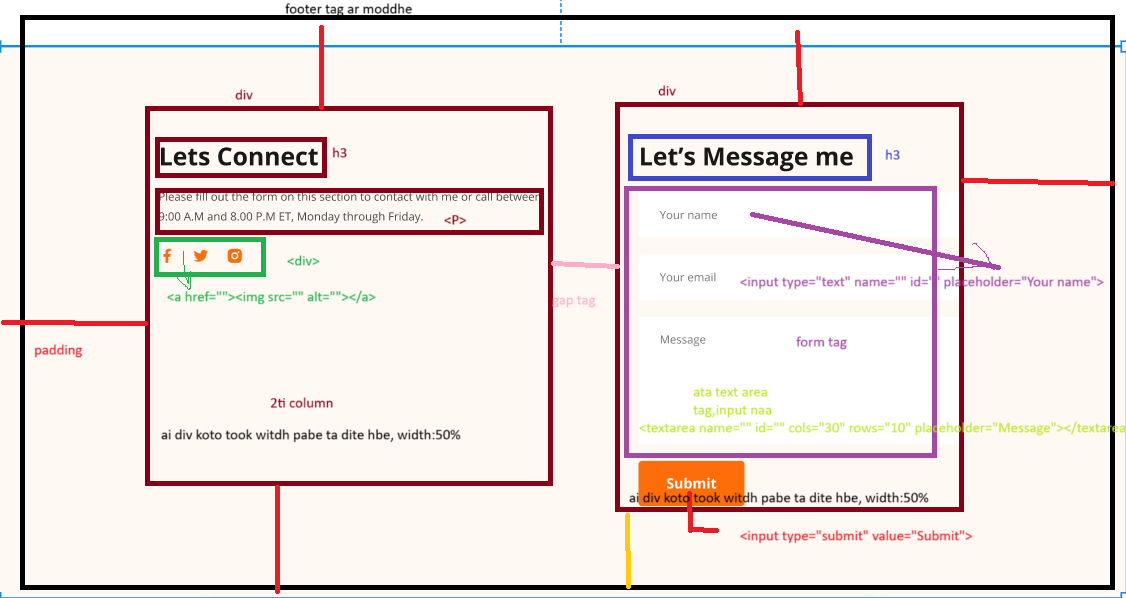 footer tag ar moddhe
div
Lets Connect
h3
Please fill out the form on this section to contact with me or call between
9:00 A.M and 8.00 P.M ET, Monday through Friday.
<P>
<div>
<a href=""><img src="" alt=""></a>
padding
2ti column
ai div koto took witdh pabe ta dite hbe, width:50%
gap tag
div
Let's Message me
h3
Your name
Your email
<input type="text" name="" id="" placeholder="Your name">
Message
form tag
ata text area
tag,input naa
<textarea name="" id="" cols="30" rows="10" placeholder="Message"></textarea
Submit
ai div koto took witdh pabe ta dite hbe, width:50%
<input type="submit" value="Submit">